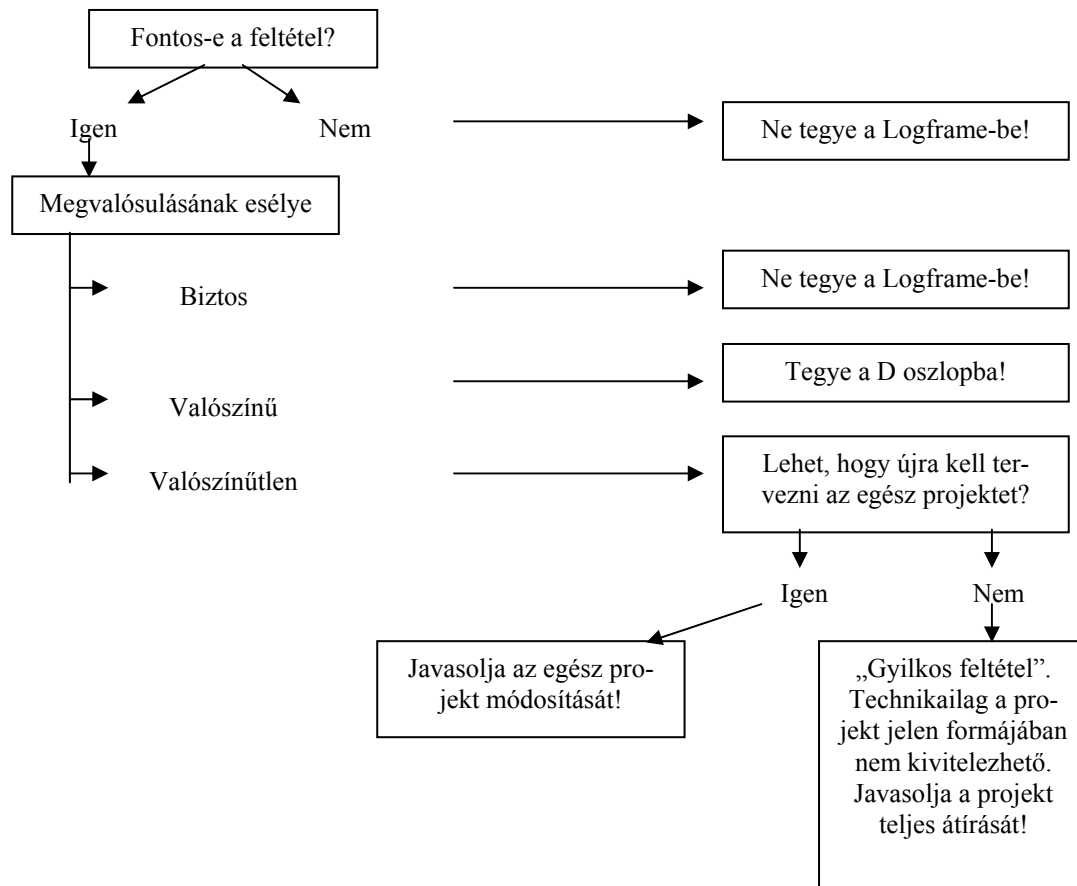 Fontos-e a feltétel?
Igen
Nem
Ne tegye a Logframe-be!
Megvalósulásának esélye
Biztos
Ne tegye a Logframe-be!
Valószínű
Tegye a D oszlopba!
Valószínűtlen
Lehet, hogy újra kell ter-
vezni az egész projektet?
Igen
Nem
Javasolja az egész pro-
jekt módosítását!
„Gyilkos feltétel”.
Technikailag a pro-
jekt jelen formájában
nem kivitelezhető.
Javasolja a projekt
teljes átírását!